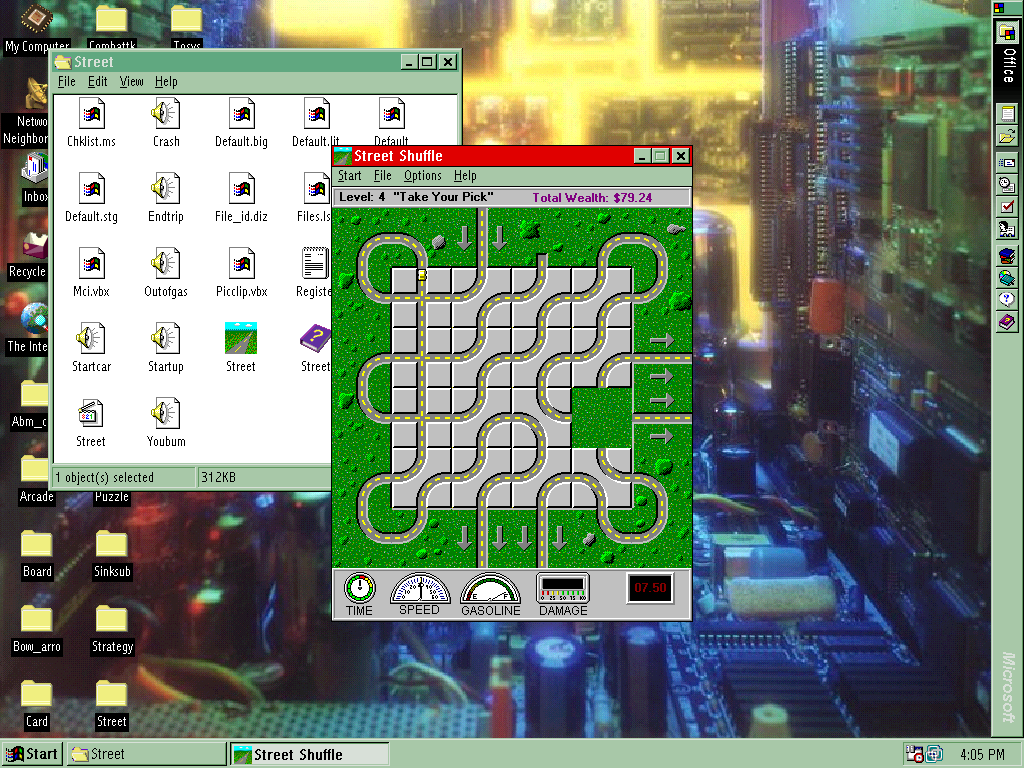 My Computer
Combattk
Tosys
Netwo
Neighbor
Inbox
Recycle
The Inte
Abm_c
Arcade
Puzzle
Board
Sinksub
Bow_arro
Strategy
Card
Street
Street
File Edit View Help
Chklist.ms
Crash
Default.big
Default.lit
Default
Default.stg
Endtrip
File_id.diz
Files.ls
Mci.vbx
Outofgas
Picclip.vbx
Registe
Startcar
Startup
Street
Street
Street
Youbum
1 object(s) selected
312KB
Street Shuffle
Start File Options Help
Level: 4 "Take Your Pick" Total Wealth: $79.24
TIME
SPEED
GASOLINE
DAMAGE
07.50
Office
Microsoft
Start
Street
Street Shuffle
4:05 PM